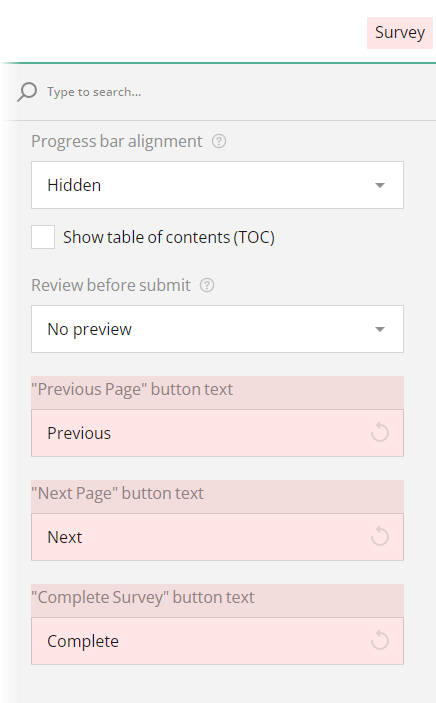 Survey
Type to search...
Progress bar alignment
Hidden
Show table of contents (TOC)
Review before submit
No preview
"Previous Page" button text
Previous
"Next Page" button text
Next
"Complete Survey" button text
Complete